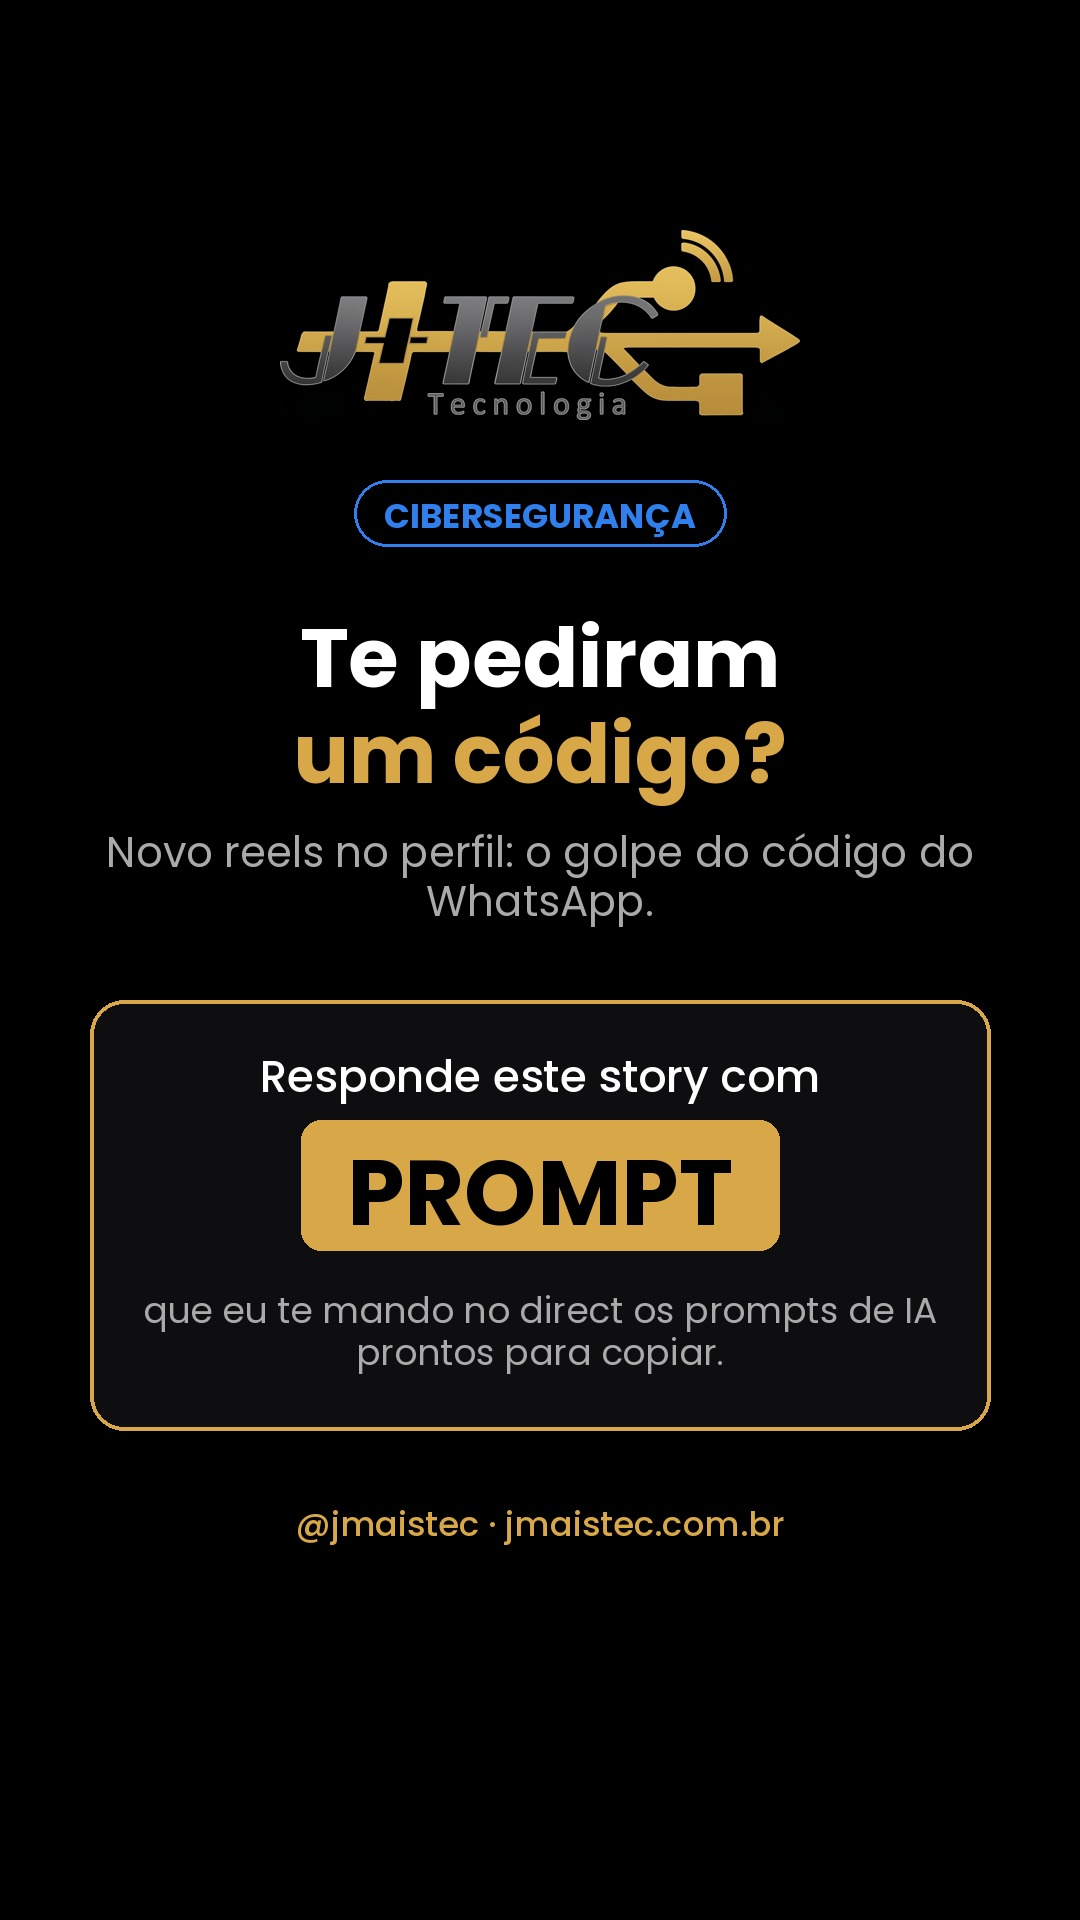 J+TEC
Tecnologia
CIBERSEGURANÇA
Te pediram
um código?
Novo reels no perfil: o golpe do código do
WhatsApp.
Responde este story com
PROMPT
que eu te mando no direct os prompts de IA
prontos para copiar.
@jmaistec · jmaistec.com.br